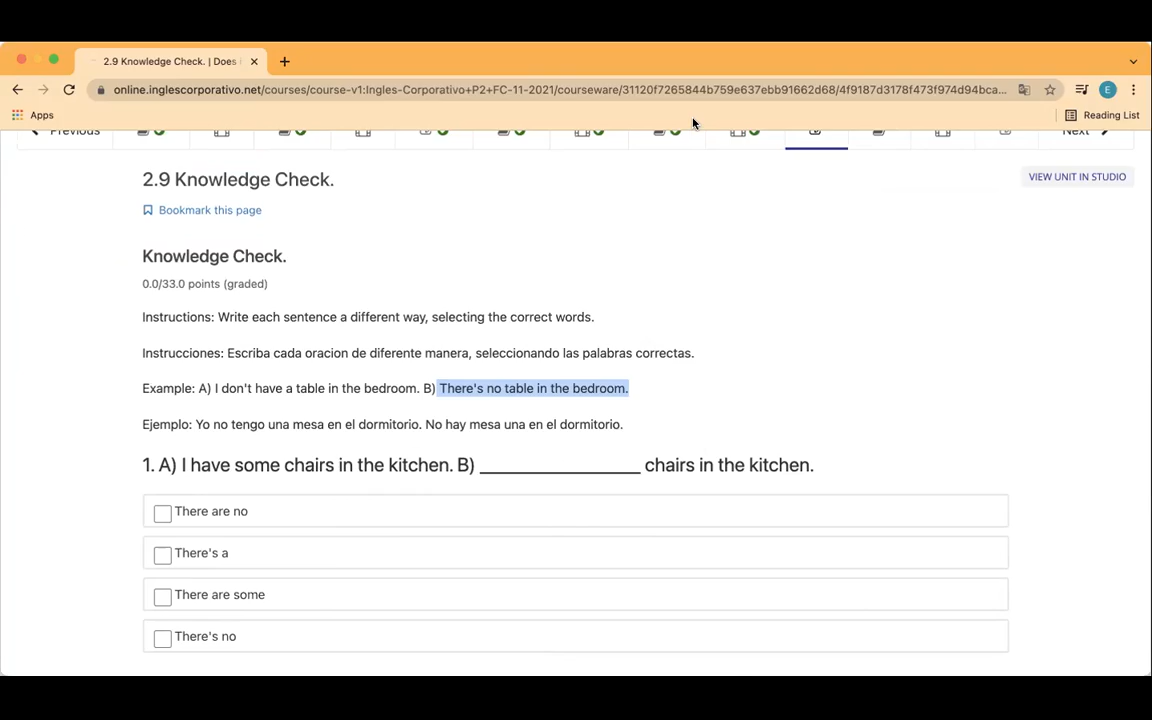 2.9 Knowledge Check. | Does
online.inglescorporativo.net/courses/course-v1:Ingles-Corporativo+P2+FC-11-2021/courseware/31120f7265844b759e637ebb91662d68/4f9187d3178f473f974d94bca...
E
Apps
Reading List
Previous
Next
2.9 Knowledge Check.
VIEW UNIT IN STUDIO
Bookmark this page
Knowledge Check.
0.0/33.0 points (graded)
Instructions: Write each sentence a different way, selecting the correct words.
Instrucciones: Escriba cada oracion de diferente manera, seleccionando las palabras correctas.
Example: A) I don't have a table in the bedroom. B) There's no table in the bedroom.
Ejemplo: Yo no tengo una mesa en el dormitorio. No hay mesa una en el dormitorio.
1. A) I have some chairs in the kitchen. B) ________________ chairs in the kitchen.
There are no
There's a
There are some
There's no